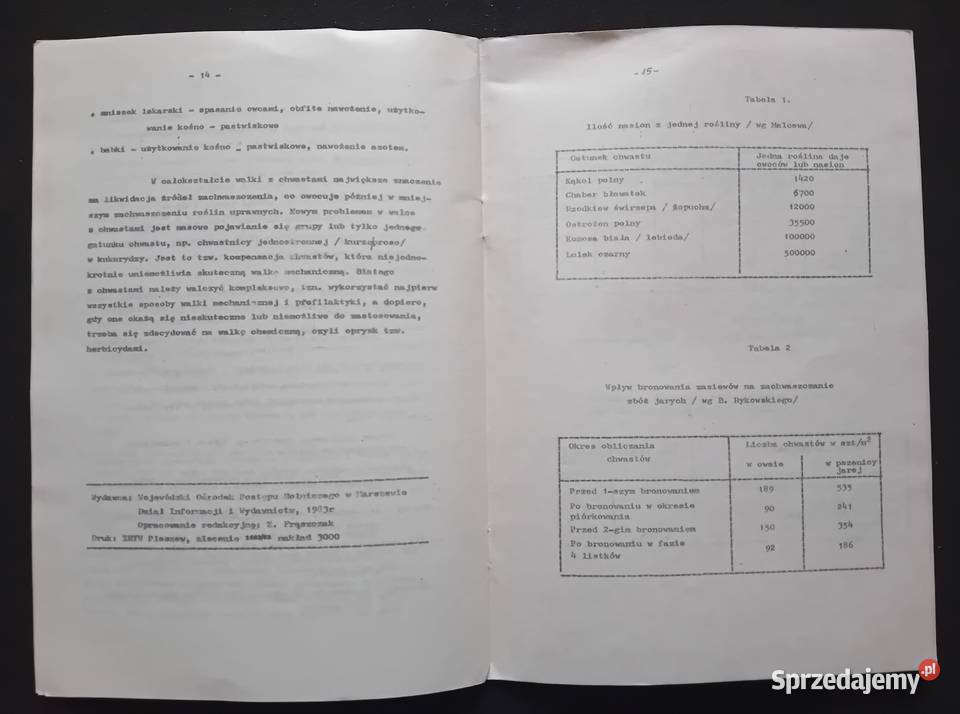 - 14 -
. mniszek lekarski - spasanie owcami, obfite nawożenie, użytko-
wanie kośno - pastwiskowe
. babki - użytkowanie kośno - pastwiskowe, nawożenie azotem.
W całokształcie walki z chwastami największe znaczenie
ma likwidacja źródeł zachwaszczenia, co owocuje później w mniej-
szym zachwaszczeniu roślin uprawnych. Nowym problemem w walce
z chwastami jest masowe pojawianie się grupy lub tylko jednego
gatunku chwastu, np. chwastnicy jednostronnej / kurzyproso/
w kukurydzy. Jest to tzw. kompensacja chwastów, która niejedno-
krotnie uniemożliwia skuteczną walkę mechaniczną. Dlatego
z chwastami należy walczyć kompleksowo, tzn. wykorzystać najpierw
wszystkie sposoby walki mechanicznej i profilaktyki, a dopiero,
gdy one okażą się nieskuteczne lub niemożliwe do zastosowania,
trzeba się zdecydować na walkę chemiczną, czyli oprysk tzw.
herbicydami.
Wydawca: Wojewódzki Ośrodek Postępu Rolniczego w Marszewie
Dział Informacji i Wydawnictw, 1983r
Opracowanie redakcyjne: Z. Frąszczak
Druk: ZRTW Pleszew, zlecenie nakład 3000
- 15 -
Tabela 1.
Ilość nasion z jednej rośliny / wg Malcewa/
Gatunek chwastu Jedna roślina daje
owoców lub nasion
Kąkol polny 1420
Chaber bławatek 6700
Rzodkiew świrzepa / łopucha/ 12000
Ostrożeń polny 35500
Komosa biała / lebioda/ 100000
Lulek czarny 500000
Tabela 2
Wpływ bronowania zasiewów na zachwaszczanie
zbóż jarych / wg B. Rykowskiego/
Okres obliczania Liczba chwastów w szt/m²
chwastów w owsie w pszenicy
jarej
Przed 1-szym bronowaniem 189 535
Po bronowaniu w okresie 90 241
piórkowania
Przed 2-gim bronowaniem 150 354
Po bronowaniu w fazie 92 186
4 listków
Sprzedajemy.pl